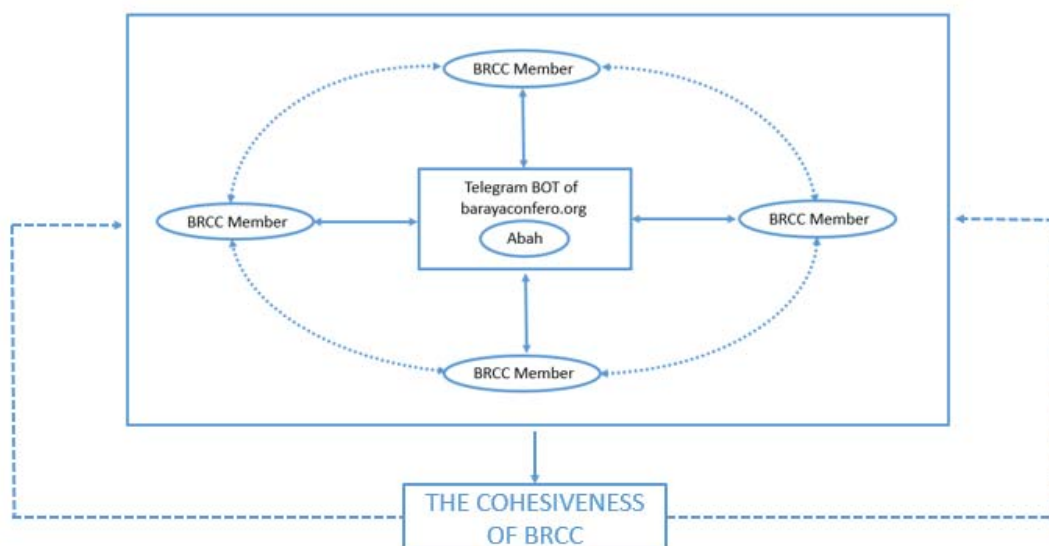 BRCC Member
Telegram BOT of
barayaconfero.org
Abah
BRCC Member
BRCC Member
BRCC Member
THE COHESIVENESS
OF BRCC